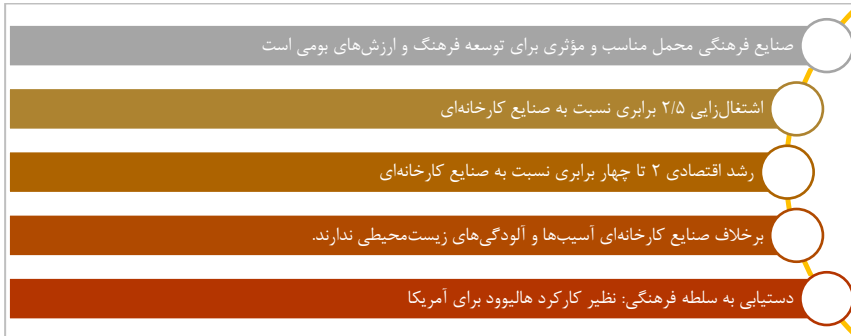 صنایع فرهنگی محمل مناسب و مؤثری برای توسعه فرهنگ و ارزش‌های بومی است
اشتغال‌زایی ۲/۵ برابری نسبت به صنایع کارخانه‌ای
رشد اقتصادی ۲ تا چهار برابری نسبت به صنایع کارخانه‌ای
برخلاف صنایع کارخانه‌ای آسیب‌ها و آلودگی‌های زیست‌محیطی ندارند.
دستیابی به سلطه فرهنگی: نظیر کارکرد هالیوود برای آمریکا